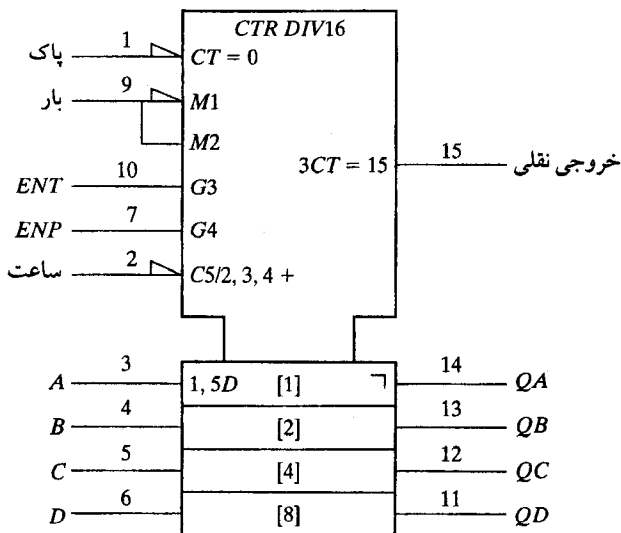 CTR DIV16
پاک 1 CT = 0
بار 9 M1
M2
3CT = 15 15 خروجی نقلی
ENT 10 G3
ENP 7 G4
ساعت 2 C5/2, 3, 4 +
A 3 1, 5D [1] ¬ 14 QA
B 4 [2] 13 QB
C 5 [4] 12 QC
D 6 [8] 11 QD